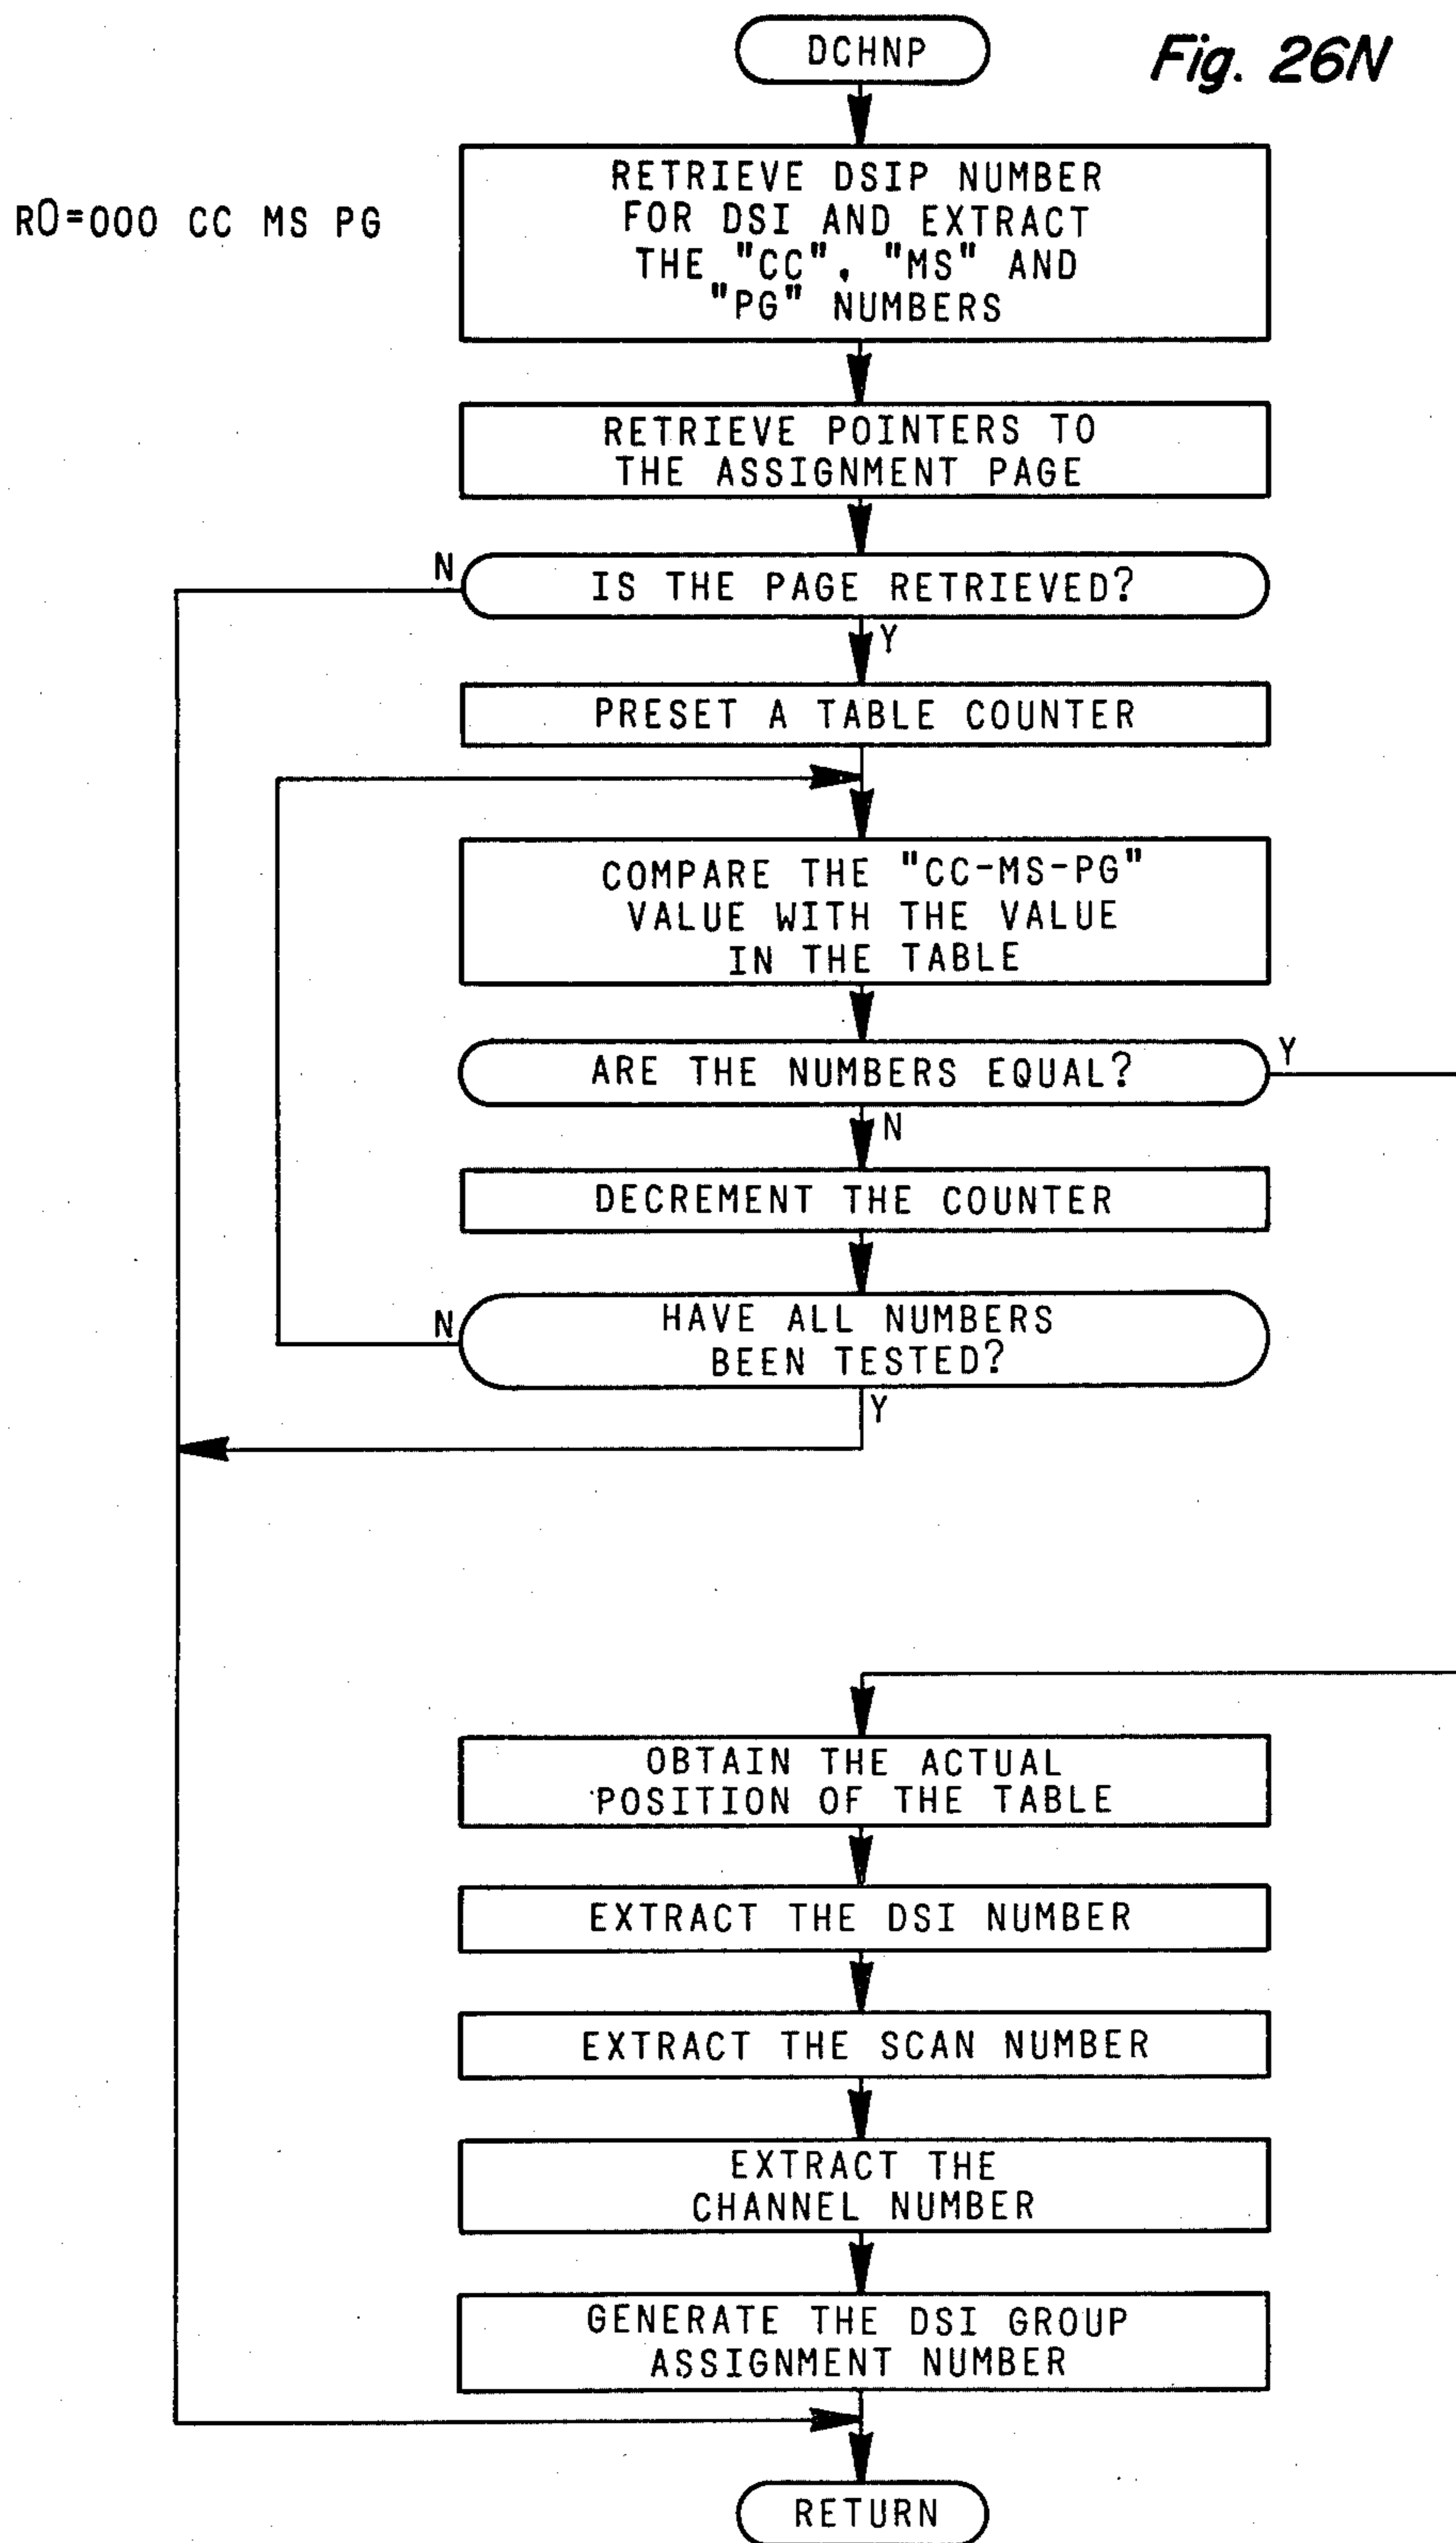 DCHNP
Fig. 26N
RETRIEVE DSIP NUMBER
FOR DSI AND EXTRACT
THE "CC", "MS" AND
"PG" NUMBERS
R0=000 CC MS PG
RETRIEVE POINTERS TO
THE ASSIGNMENT PAGE
N
IS THE PAGE RETRIEVED?
Y
PRESET A TABLE COUNTER
COMPARE THE "CC-MS-PG"
VALUE WITH THE VALUE
IN THE TABLE
ARE THE NUMBERS EQUAL?
Y
N
DECREMENT THE COUNTER
N
HAVE ALL NUMBERS
BEEN TESTED?
Y
OBTAIN THE ACTUAL
POSITION OF THE TABLE
EXTRACT THE DSI NUMBER
EXTRACT THE SCAN NUMBER
EXTRACT THE
CHANNEL NUMBER
GENERATE THE DSI GROUP
ASSIGNMENT NUMBER
RETURN